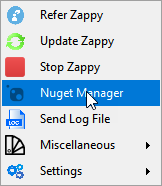 Refer Zappy
Update Zappy
Stop Zappy
Nuget Manager
LOG
Send Log File
Miscellaneous
Settings